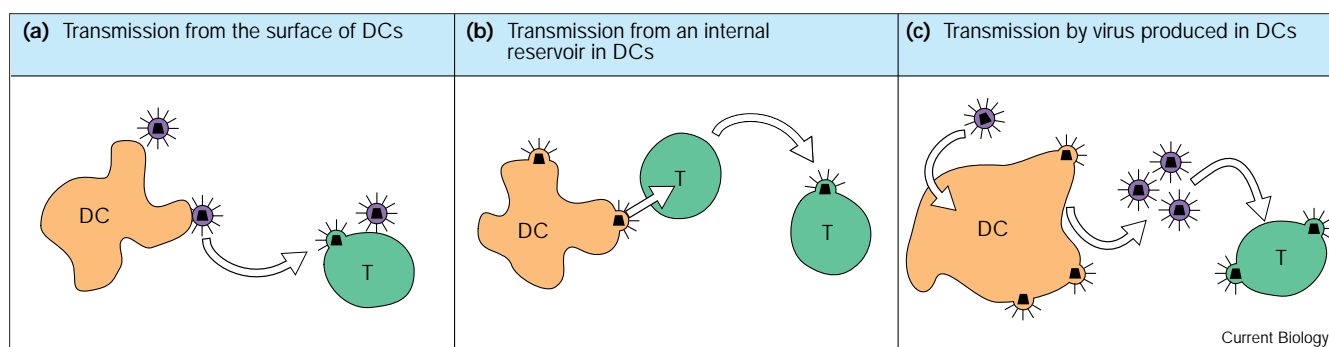 (a) Transmission from the surface of DCs
(b) Transmission from an internal
reservoir in DCs
(c) Transmission by virus produced in DCs
DC
T
DC
T
T
DC
T
Current Biology